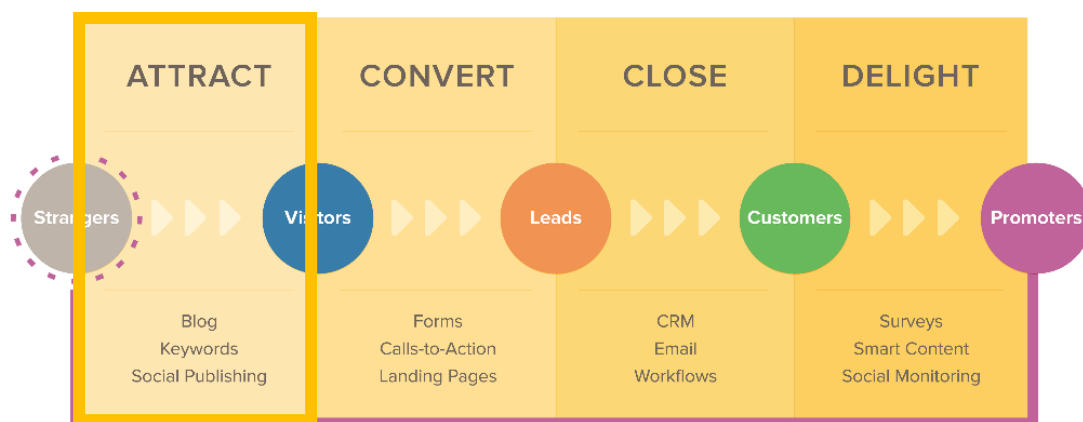 ATTRACT CONVERT CLOSE DELIGHT
Strangers Visitors Leads Customers Promoters
Blog Forms CRM Surveys
Keywords Calls-to-Action Email Smart Content
Social Publishing Landing Pages Workflows Social Monitoring